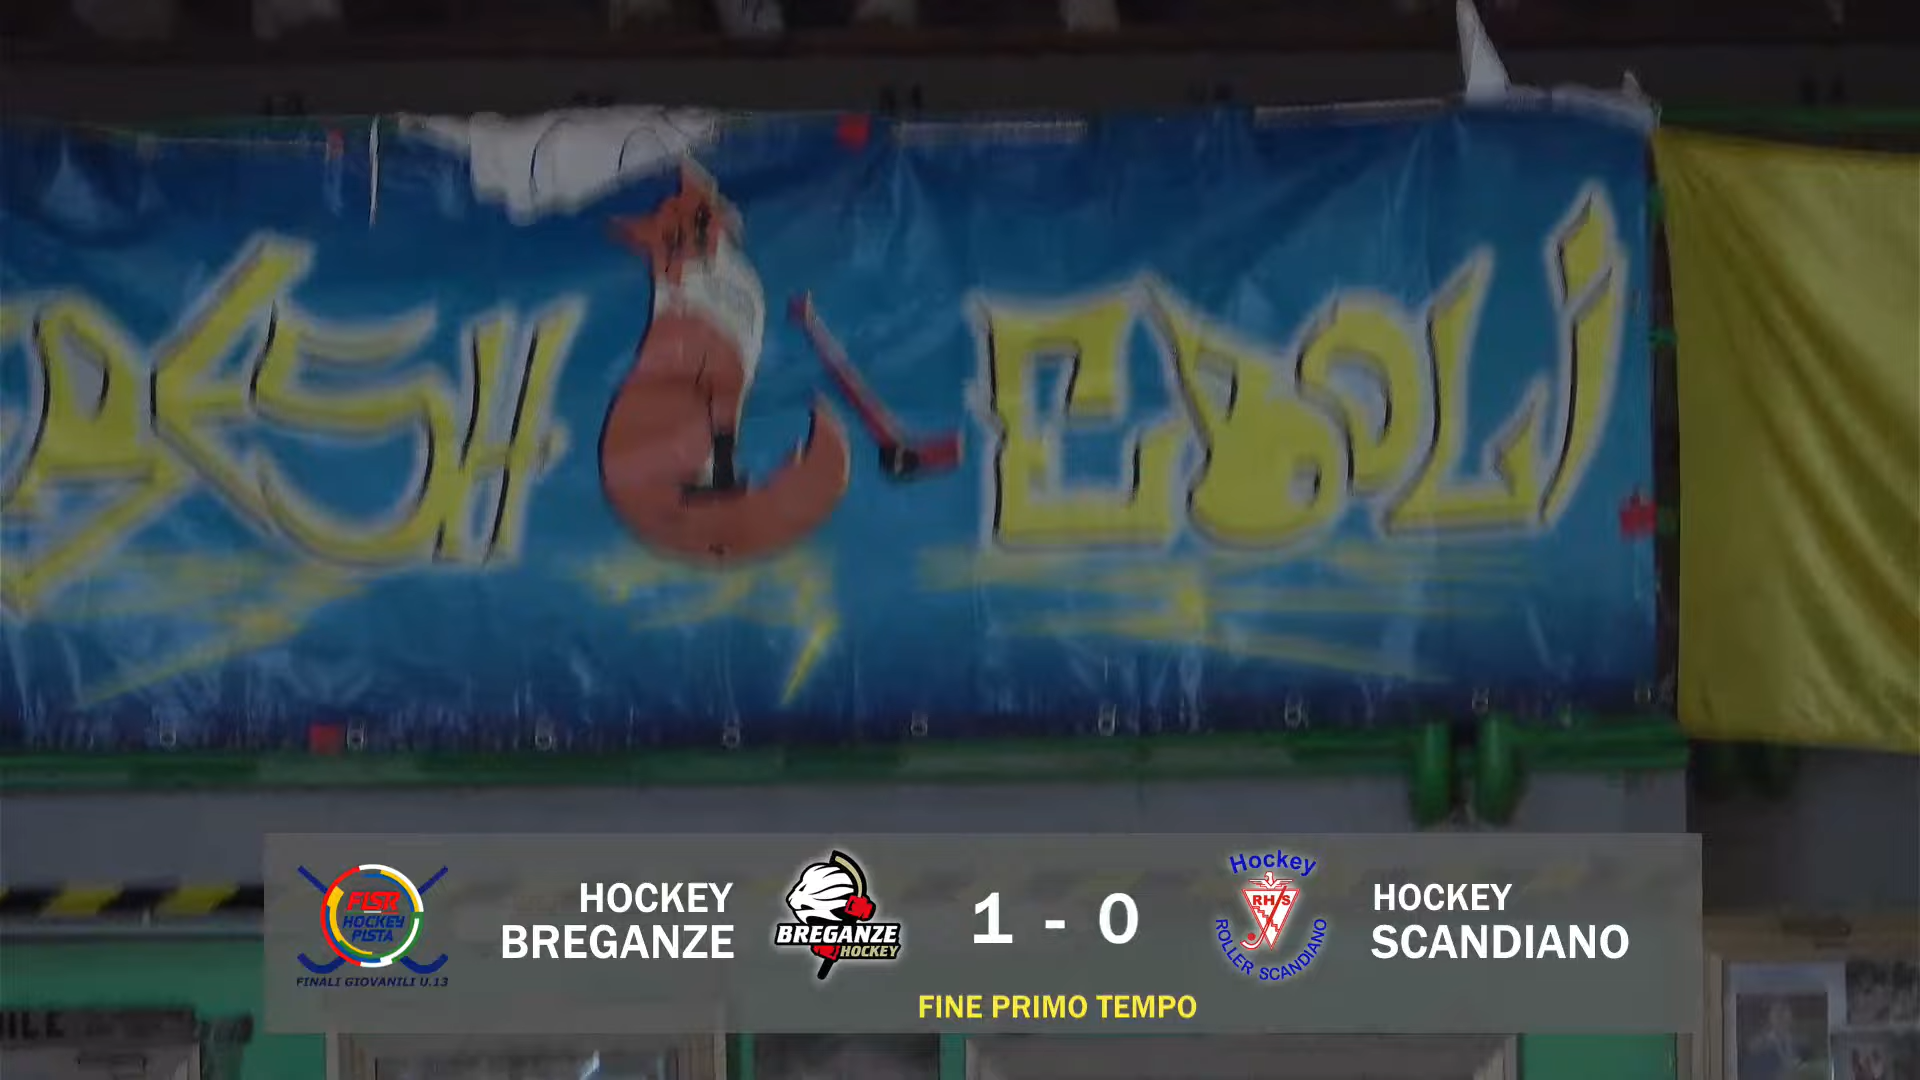 ASH EBOLI
FISR
HOCKEY
PISTA
FINALI GIOVANILI U.13
HOCKEY
BREGANZE
BREGANZE
HOCKEY
1 - 0
Hockey
RHS
ROLLER SCANDIANO
HOCKEY
SCANDIANO
FINE PRIMO TEMPO